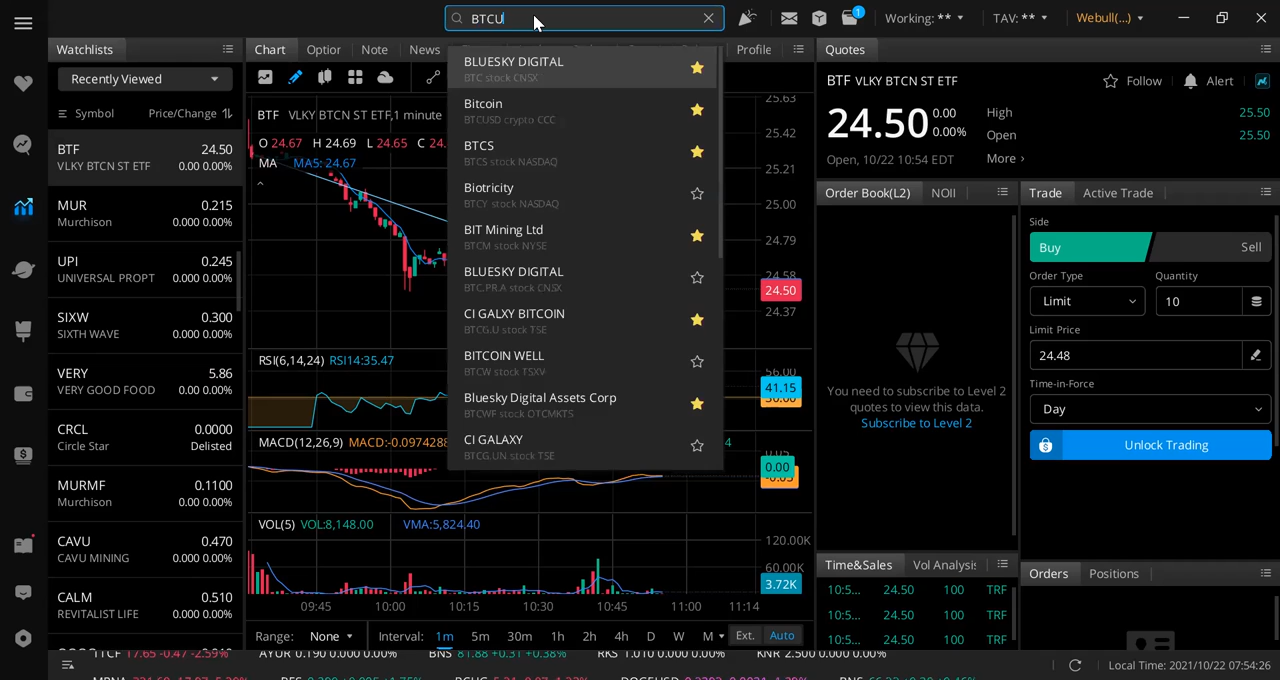 BTCU
1
Working: **
TAV: **
Webull(...)
Watchlists
Chart
Option
Note
News
Profile
Quotes
Recently Viewed
Symbol
Price/Change
BTF
24.50
VLKY BTCN ST ETF
0.00 0.00%
MUR
0.215
Murchison
0.000 0.00%
UPI
0.245
UNIVERSAL PROPT
0.000 0.00%
SIXW
0.300
SIXTH WAVE
0.000 0.00%
VERY
5.86
VERY GOOD FOOD
0.00 0.00%
CRCL
0.0000
Circle Star
Delisted
MURMF
0.1100
Murchison
0.000 0.00%
CAVU
0.470
CAVU MINING
0.000 0.00%
CALM
0.510
REVITALIST LIFE
0.000 0.00%
BTF VLKY BTCN ST ETF,1 minute
O 24.67 H 24.69 L 24.65 C 24.
MA MA5: 24.67
BLUESKY DIGITAL
BTC stock CNSX
Bitcoin
BTCUSD crypto CCC
BTCS
BTCS stock NASDAQ
Biotricity
BTCY stock NASDAQ
BIT Mining Ltd
BTCM stock NYSE
BLUESKY DIGITAL
BTC.PR.A stock CNSX
CI GALXY BITCOIN
BTCG.U stock TSE
BITCOIN WELL
BTCW stock TSXV
Bluesky Digital Assets Corp
BTCWF stock OTCMKTS
CI GALAXY
BTCG.UN stock TSE
25.63
25.42
25.21
25.00
24.79
24.58
24.50
24.37
RSI(6,14,24) RSI14:35.47
56.00
41.15
MACD(12,26,9) MACD:-0.0974288
4
0.00
VOL(5) VOL:8,148.00 VMA:5,824.40
120.00K
60.00K
3.72K
09:45
10:00
10:15
10:30
10:45
11:00
11:14
Range: None
Interval: 1m 5m 30m 1h 2h 4h D W M
Ext.
Auto
BTF VLKY BTCN ST ETF
Follow
Alert
24.50
0.00
0.00%
High
25.50
Open
25.50
Open, 10/22 10:54 EDT
More ›
Order Book(L2)
NOII
You need to subscribe to Level 2
quotes to view this data.
Subscribe to Level 2
Trade
Active Trade
Side
Buy
Sell
Order Type
Quantity
Limit
10
Limit Price
24.48
Time-in-Force
Day
Unlock Trading
Time&Sales
Vol Analysis
10:5... 24.50 100 TRF
10:5... 24.50 100 TRF
10:5... 24.50 100 TRF
Orders
Positions
TTCF 17.65 -0.47 -2.59%
AYUR 0.190 0.000 0.00%
BNS 81.88 +0.31 +0.38%
RKS 1.010 0.000 0.00%
KNR 2.500 0.000 0.00%
Local Time: 2021/10/22 07:54:26